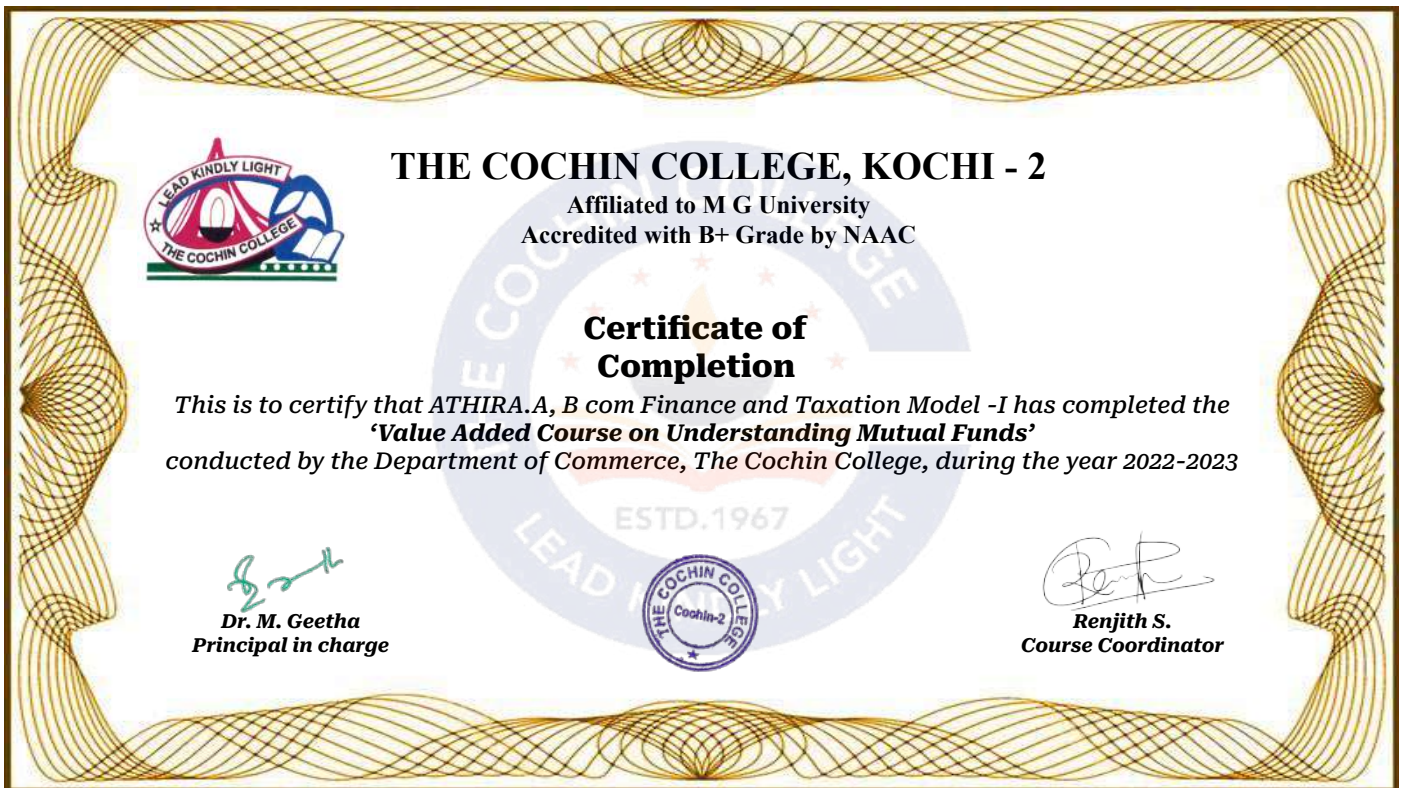 LEAD KINDLY LIGHT
THE COCHIN COLLEGE
THE COCHIN COLLEGE, KOCHI - 2
Affiliated to M G University
Accredited with B+ Grade by NAAC
THE COCHIN COLLEGE
Certificate of
Completion
This is to certify that ATHIRA.A, B com Finance and Taxation Model -I has completed the
‘Value Added Course on Understanding Mutual Funds’
conducted by the Department of Commerce, The Cochin College, during the year 2022-2023
ESTD.1967
LEAD KINDLY LIGHT
THE COCHIN COLLEGE
Cochin-2
Dr. M. Geetha
Principal in charge
Renjith S.
Course Coordinator